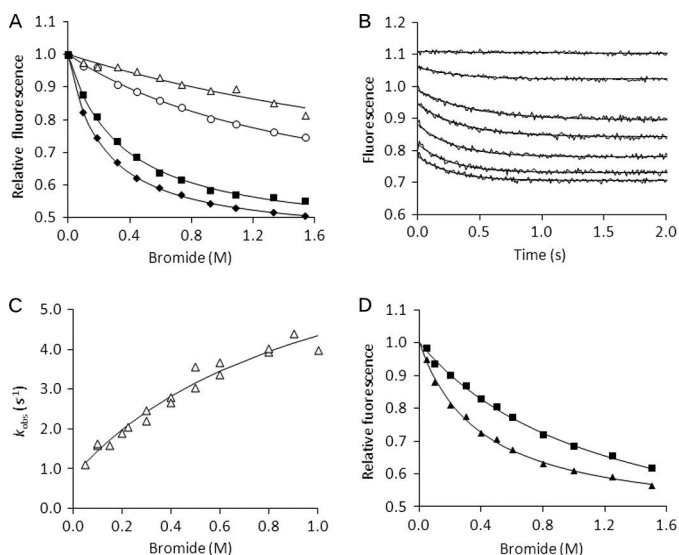 A
Relative fluorescence
1.1
1.0
0.9
0.8
0.7
0.6
0.5
0.0 0.4 0.8 1.2 1.6
Bromide (M)
B
Fluorescence
1.2
1.1
1.0
0.9
0.8
0.7
0.6
0.0 0.5 1.0 1.5 2.0
Time (s)
C
kobs (s-1)
5.0
4.0
3.0
2.0
1.0
0.0
0.0 0.2 0.4 0.6 0.8 1.0
Bromide (M)
D
Relative fluorescence
1.1
1.0
0.9
0.8
0.7
0.6
0.5
0.0 0.4 0.8 1.2 1.6
Bromide (M)